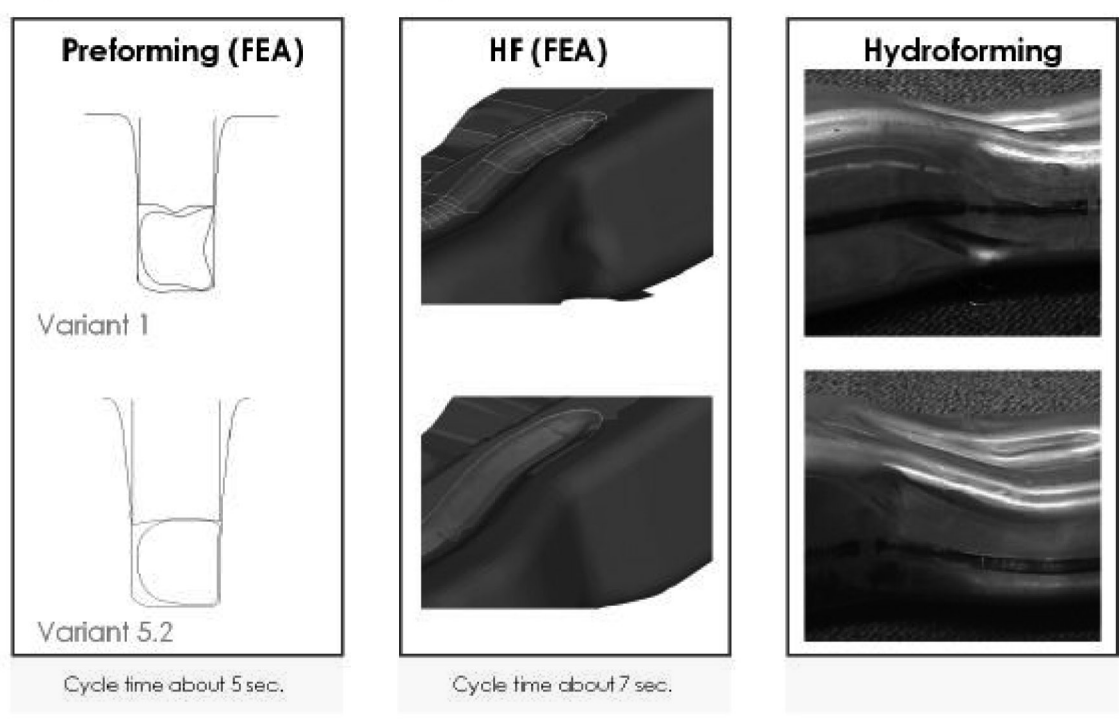 Preforming (FEA)
Variant 1
Variant 5.2
Cycle time about 5 sec.
HF (FEA)
Cycle time about 7 sec.
Hydroforming